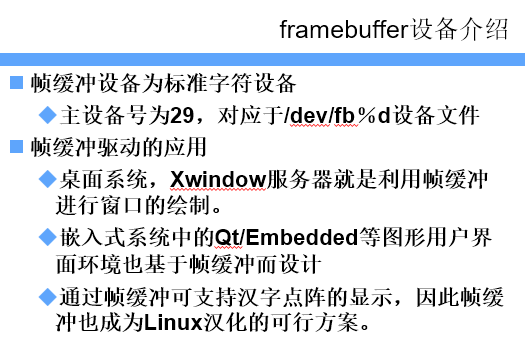 framebuffer设备介绍
帧缓冲设备为标准字符设备
主设备号为29，对应于/dev/fb%d设备文件
帧缓冲驱动的应用
桌面系统，Xwindow服务器就是利用帧缓冲
进行窗口的绘制。
嵌入式系统中的Qt/Embedded等图形用户界
面环境也基于帧缓冲而设计
通过帧缓冲可支持汉字点阵的显示，因此帧缓
冲也成为Linux汉化的可行方案。